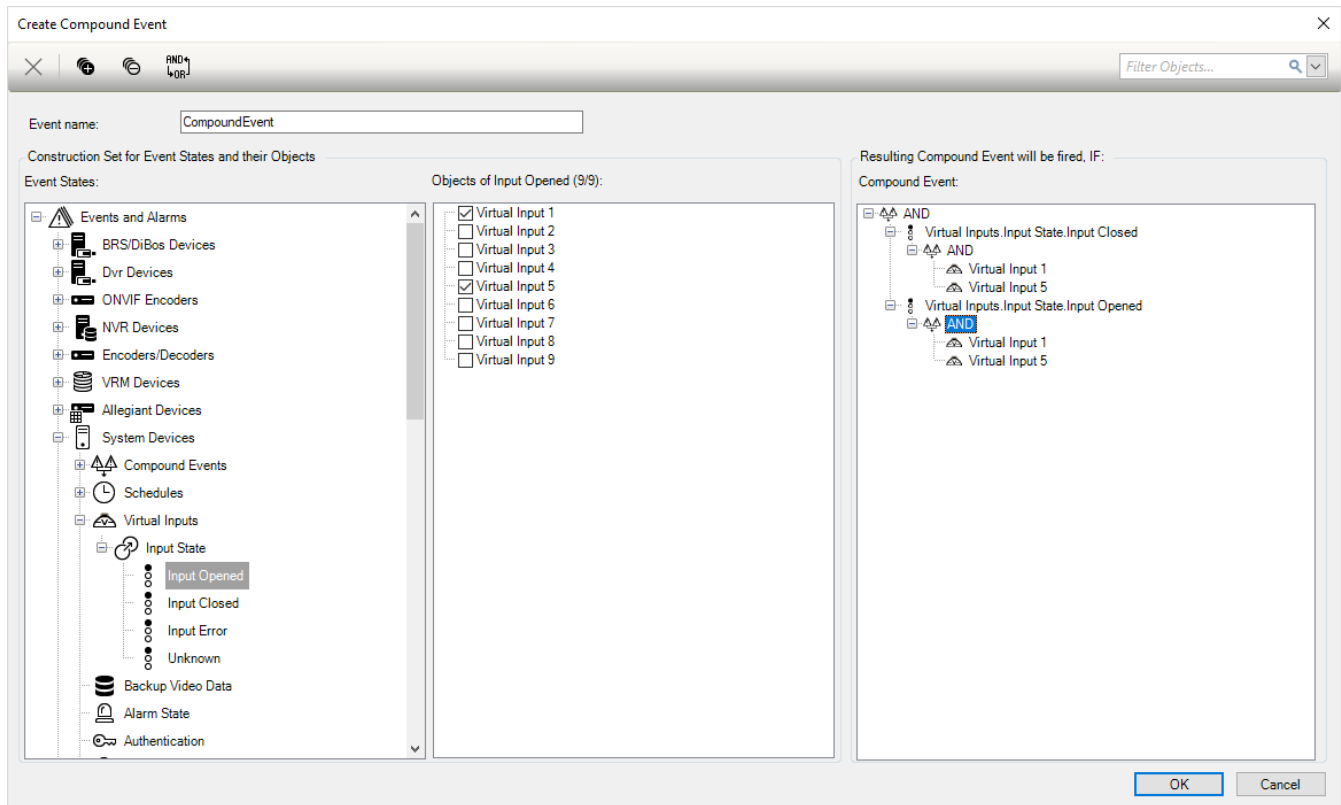 Create Compound Event
AND
OR
Filter Objects...
Event name:
CompoundEvent
Construction Set for Event States and their Objects
Event States:
Events and Alarms
BRS/DiBos Devices
Dvr Devices
ONVIF Encoders
NVR Devices
Encoders/Decoders
VRM Devices
Allegiant Devices
System Devices
Compound Events
Schedules
Virtual Inputs
Input State
Input Opened
Input Closed
Input Error
Unknown
Backup Video Data
Alarm State
Authentication
Objects of Input Opened (9/9):
Virtual Input 1
Virtual Input 2
Virtual Input 3
Virtual Input 4
Virtual Input 5
Virtual Input 6
Virtual Input 7
Virtual Input 8
Virtual Input 9
Resulting Compound Event will be fired, IF:
Compound Event:
AND
Virtual Inputs.Input State.Input Closed
AND
Virtual Input 1
Virtual Input 5
Virtual Inputs.Input State.Input Opened
AND
Virtual Input 1
Virtual Input 5
OK
Cancel